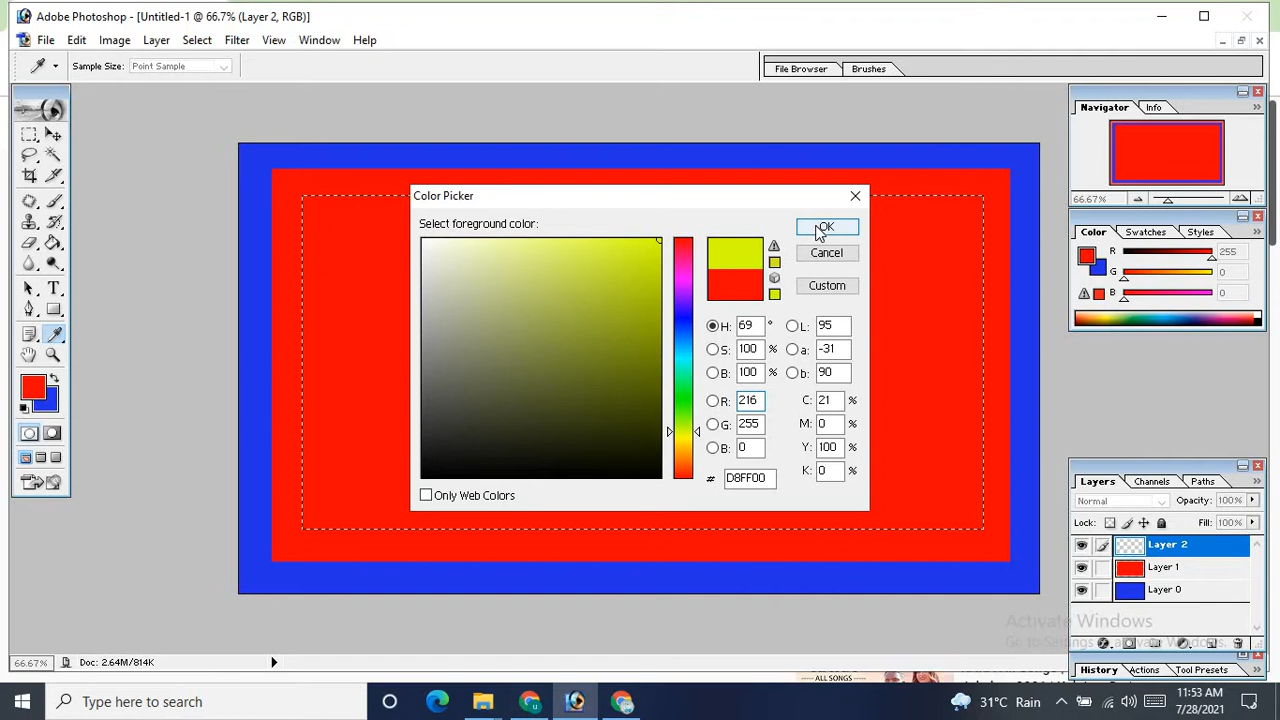 Adobe Photoshop - [Untitled-1 @ 66.7% (Layer 2, RGB)]
File Edit Image Layer Select Filter View Window Help
Sample Size: Point Sample
File Browser Brushes
Navigator Info
66.67%
Color Swatches Styles
R 255
G 0
B 0
Color Picker
Select foreground color:
OK
Cancel
Custom
H: 69 °
S: 100 %
B: 100 %
R: 216
G: 255
B: 0
# D8FF00
L: 95
a: -31
b: 90
C: 21 %
M: 0 %
Y: 100 %
K: 0 %
Only Web Colors
Layers Channels Paths
Normal Opacity: 100%
Lock: Fill: 100%
Layer 2
Layer 1
Layer 0
Activate Windows
Go to Settings to activate Windows.
History Actions Tool Presets
66.67% Doc: 2.64M/814K
ALL SONGS
Type here to search
31°C Rain
11:53 AM
7/28/2021